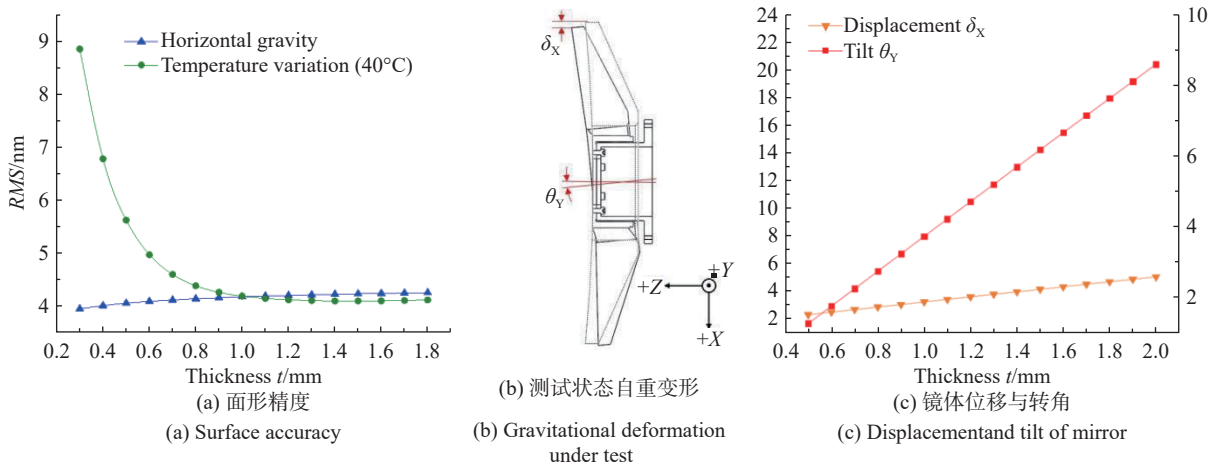 9
8
7
6
5
4
RMS/nm
Horizontal gravity
Temperature variation (40°C)
0.2 0.4 0.6 0.8 1.0 1.2 1.4 1.6 1.8
Thickness t/mm
(a) 面形精度
(a) Surface accuracy
δX
θY
+Y
+Z
+X
(b) 测试状态自重变形
(b) Gravitational deformation
under test
24
22
20
18
16
14
12
10
8
6
4
2
Displacement δX
Tilt θY
10
8
6
4
2
0.4 0.6 0.8 1.0 1.2 1.4 1.6 1.8 2.0
Thickness t/mm
(c) 镜体位移与转角
(c) Displacementand tilt of mirror